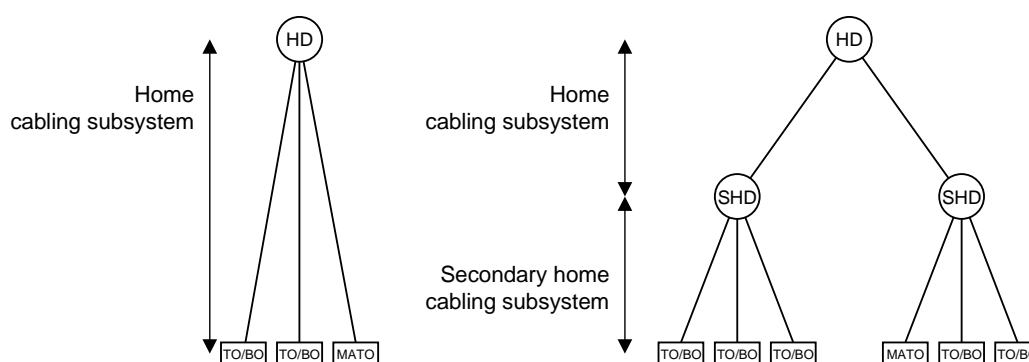 HD
HD
Home
cabling subsystem
Home
cabling subsystem
SHD
SHD
Secondary home
cabling subsystem
TO/BO
TO/BO
MATO
TO/BO
TO/BO
TO/BO
MATO
TO/BO